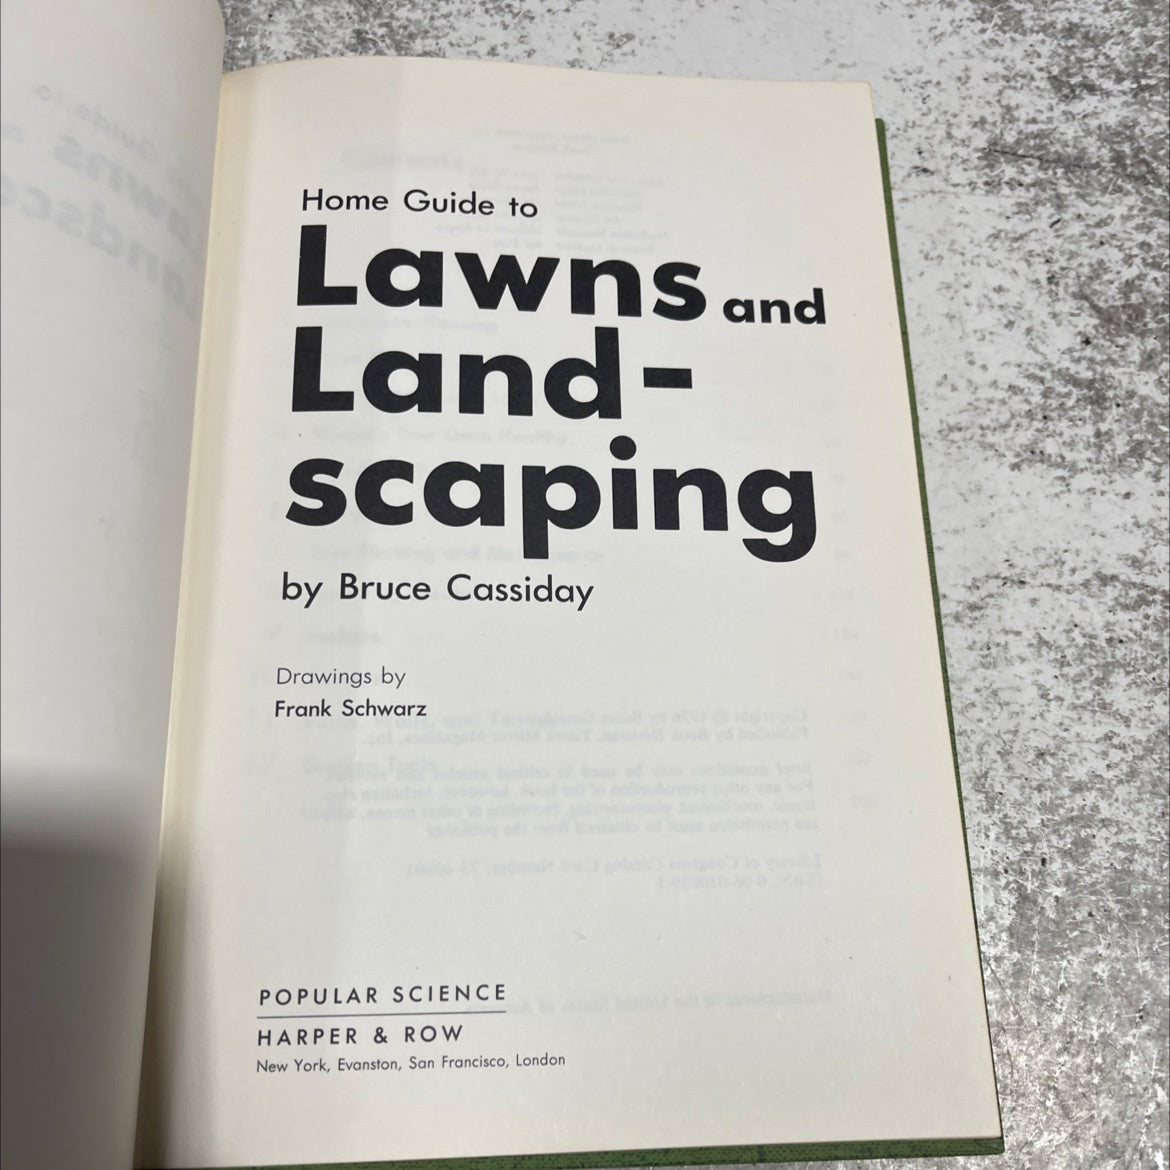 Home Guide to
Lawns and
Land-
scaping
by Bruce Cassiday
Drawings by
Frank Schwarz
POPULAR SCIENCE
HARPER & ROW
New York, Evanston, San Francisco, London